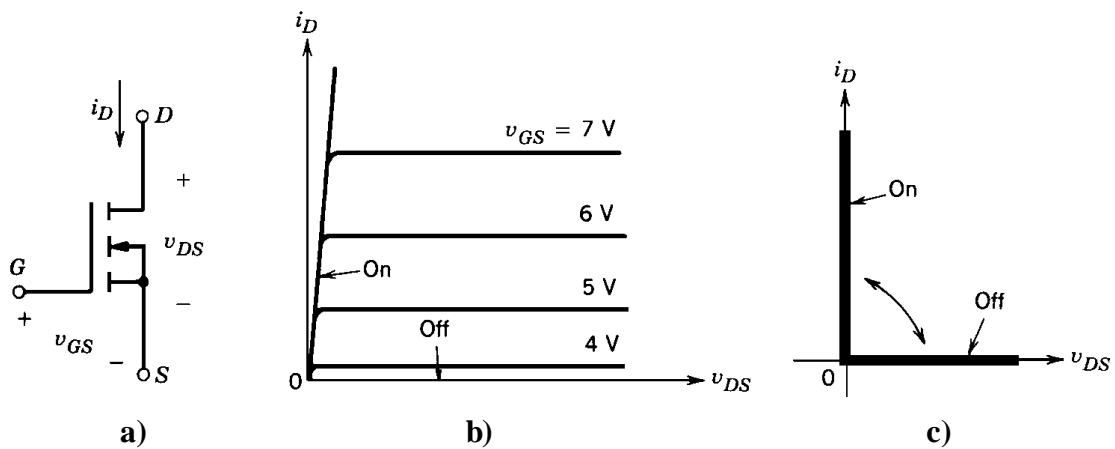 i_D
D
+
v_DS
G
+
−
v_GS
−
S
a)
i_D
v_GS = 7 V
6 V
On
5 V
Off
4 V
0
v_DS
b)
i_D
On
Off
0
v_DS
c)